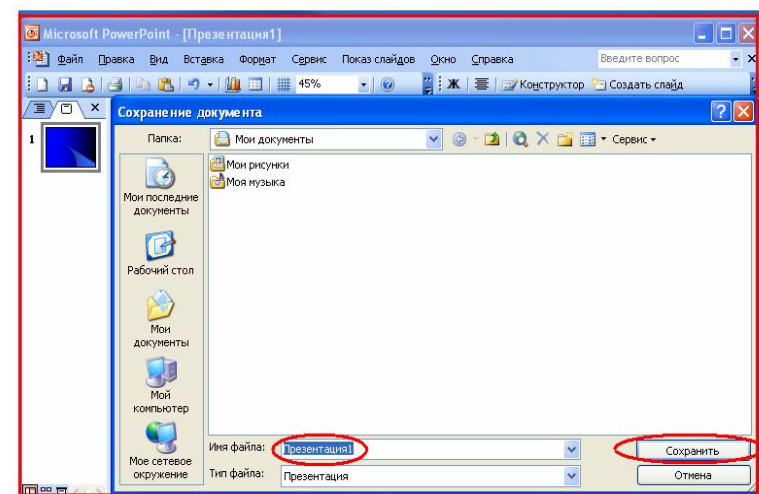 Microsoft PowerPoint - [Презентация1]
Файл Правка Вид Вставка Формат Сервис Показ слайдов Окно Справка Введите вопрос
45% Ж Конструктор Создать слайд
Сохранение документа
1
Папка: Мои документы Сервис
Мои рисунки
Моя музыка
Мои последние
документы
Рабочий стол
Мои
документы
Мой
компьютер
Мое сетевое
окружение
Имя файла: Презентация1 Сохранить
Тип файла: Презентация Отмена